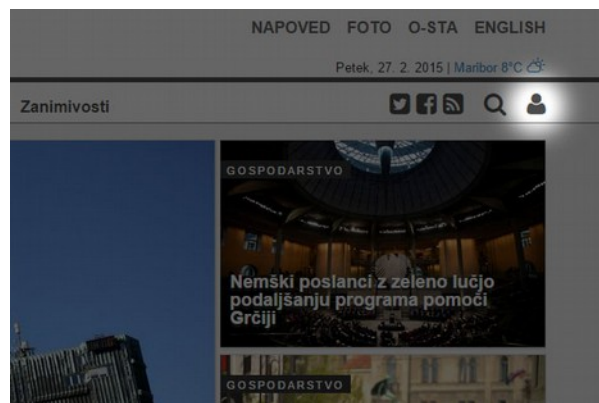 NAPOVED FOTO O-STA ENGLISH
Petek, 27. 2. 2015 | Maribor 8°C
Zanimivosti
GOSPODARSTVO
Nemški poslanci z zeleno lučjo
podaljšanju programa pomoči
Grčiji
GOSPODARSTVO